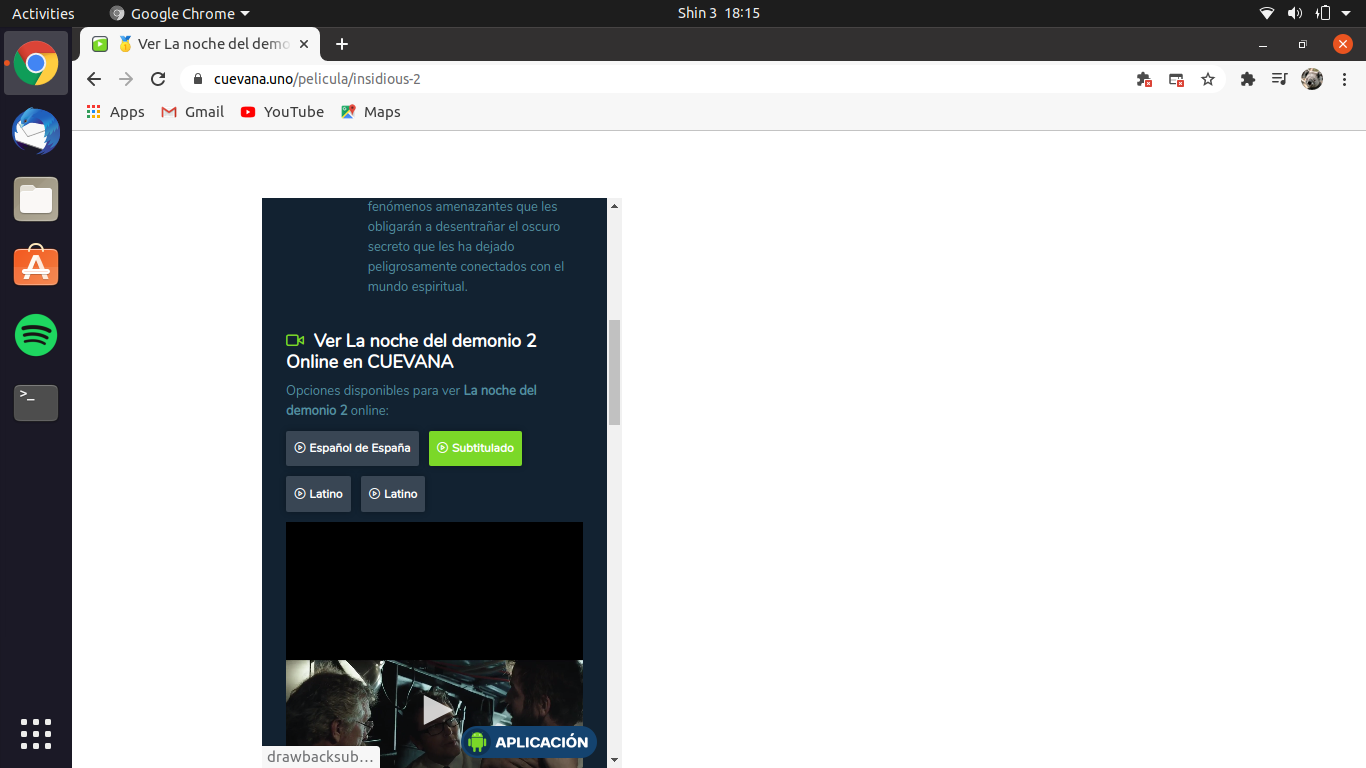 Activities
Google Chrome
Shin 3 18:15
Ver La noche del demo
cuevana.uno/pelicula/insidious-2
Apps
Gmail
YouTube
Maps
fenómenos amenazantes que les
obligarán a desentrañar el oscuro
secreto que les ha dejado
peligrosamente conectados con el
mundo espiritual.
Ver La noche del demonio 2
Online en CUEVANA
Opciones disponibles para ver La noche del
demonio 2 online:
Español de España
Subtitulado
Latino
Latino
APLICACIÓN
drawbacksub...